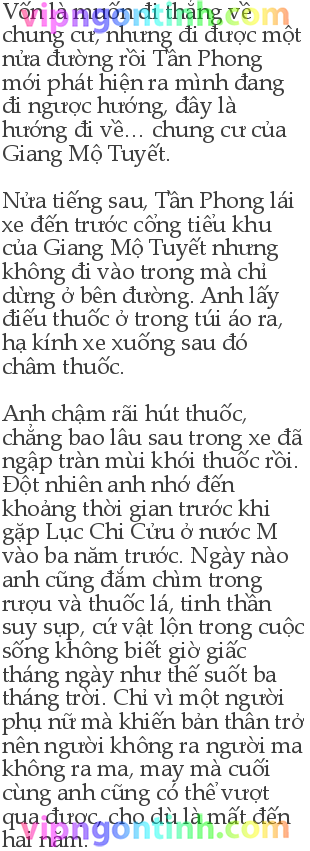 Vốn là muốn đi thẳng về
vipngontinh.com
chung cư, nhưng đi được một
nửa đường rồi Tần Phong
mới phát hiện ra mình đang
đi ngược hướng, đây là
hướng đi về... chung cư của
Giang Mộ Tuyết.
Nửa tiếng sau, Tần Phong lái
xe đến trước cổng tiểu khu
của Giang Mộ Tuyết nhưng
không đi vào trong mà chỉ
dừng ở bên đường. Anh lấy
điếu thuốc ở trong túi áo ra,
hạ kính xe xuống sau đó
châm thuốc.
Anh chậm rãi hút thuốc,
chẳng bao lâu sau trong xe đã
ngập tràn mùi khói thuốc rồi.
Đột nhiên anh nhớ đến
khoảng thời gian trước khi
gặp Lục Chi Cửu ở nước M
vào ba năm trước. Ngày nào
anh cũng đắm chìm trong
rượu và thuốc lá, tinh thần
suy sụp, cứ vật lộn trong cuộc
sống không biết giờ giấc
tháng ngày như thế suốt ba
tháng trời. Chỉ vì một người
phụ nữ mà khiến bản thân trở
nên người không ra người ma
không ra ma, may mà cuối
cùng anh cũng có thể vượt
qua được, cho dù là mất đến
vipngontinh.com
hai năm.